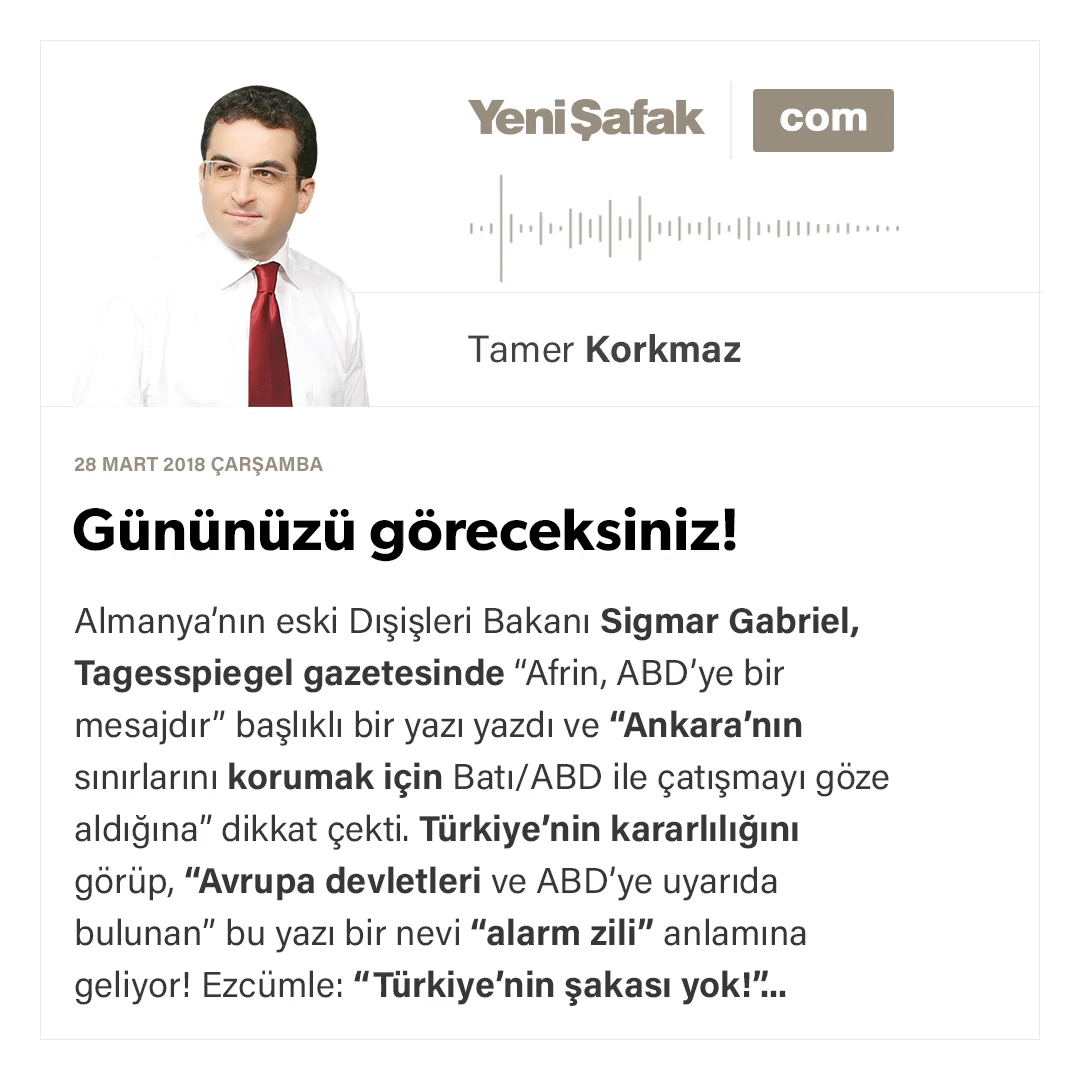 YeniŞafak com
Tamer Korkmaz
28 MART 2018 ÇARŞAMBA
Gününüzü göreceksiniz!
Almanya’nın eski Dışişleri Bakanı Sigmar Gabriel,
Tagesspiegel gazetesinde “Afrin, ABD’ye bir
mesajdır” başlıklı bir yazı yazdı ve “Ankara’nın
sınırlarını korumak için Batı/ABD ile çatışmayı göze
aldığına” dikkat çekti. Türkiye’nin kararlılığını
görüp, “Avrupa devletleri ve ABD’ye uyarıda
bulunan” bu yazı bir nevi “alarm zili” anlamına
geliyor! Ezcümle: “Türkiye’nin şakası yok!”...